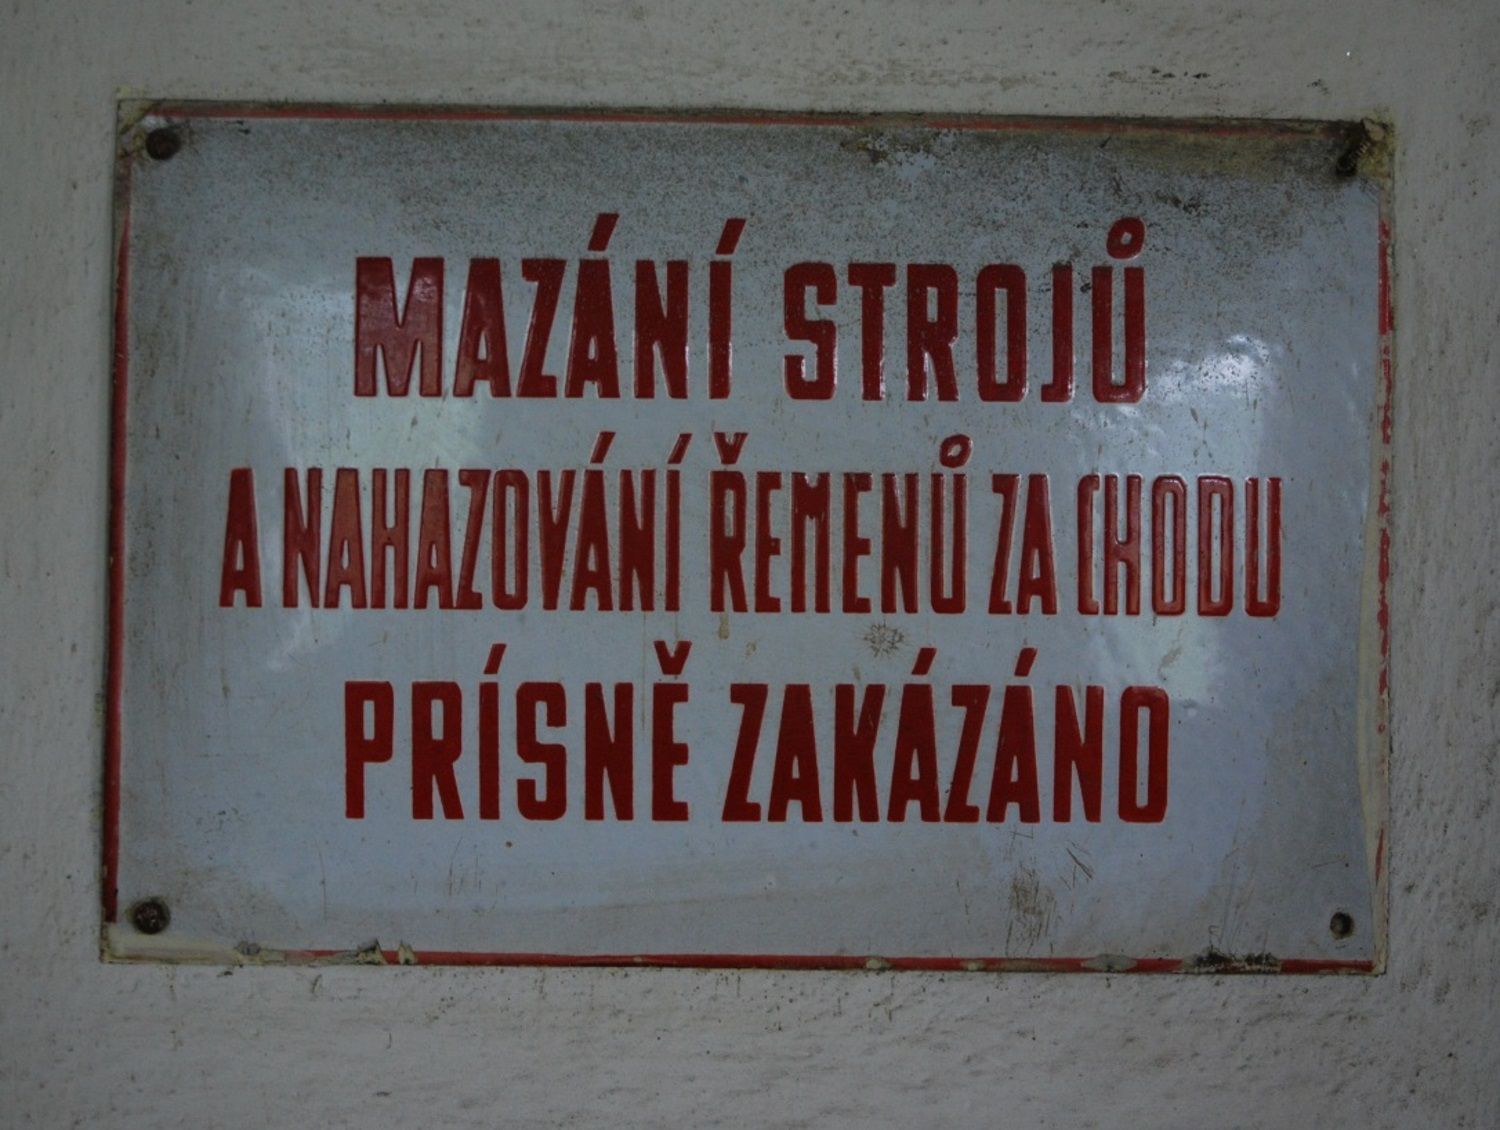 MAZÁNÍ STROJŮ
A NAHAZOVÁNÍ ŘEMENŮ ZA CHODU
PRÍSNĚ ZAKÁZÁNO